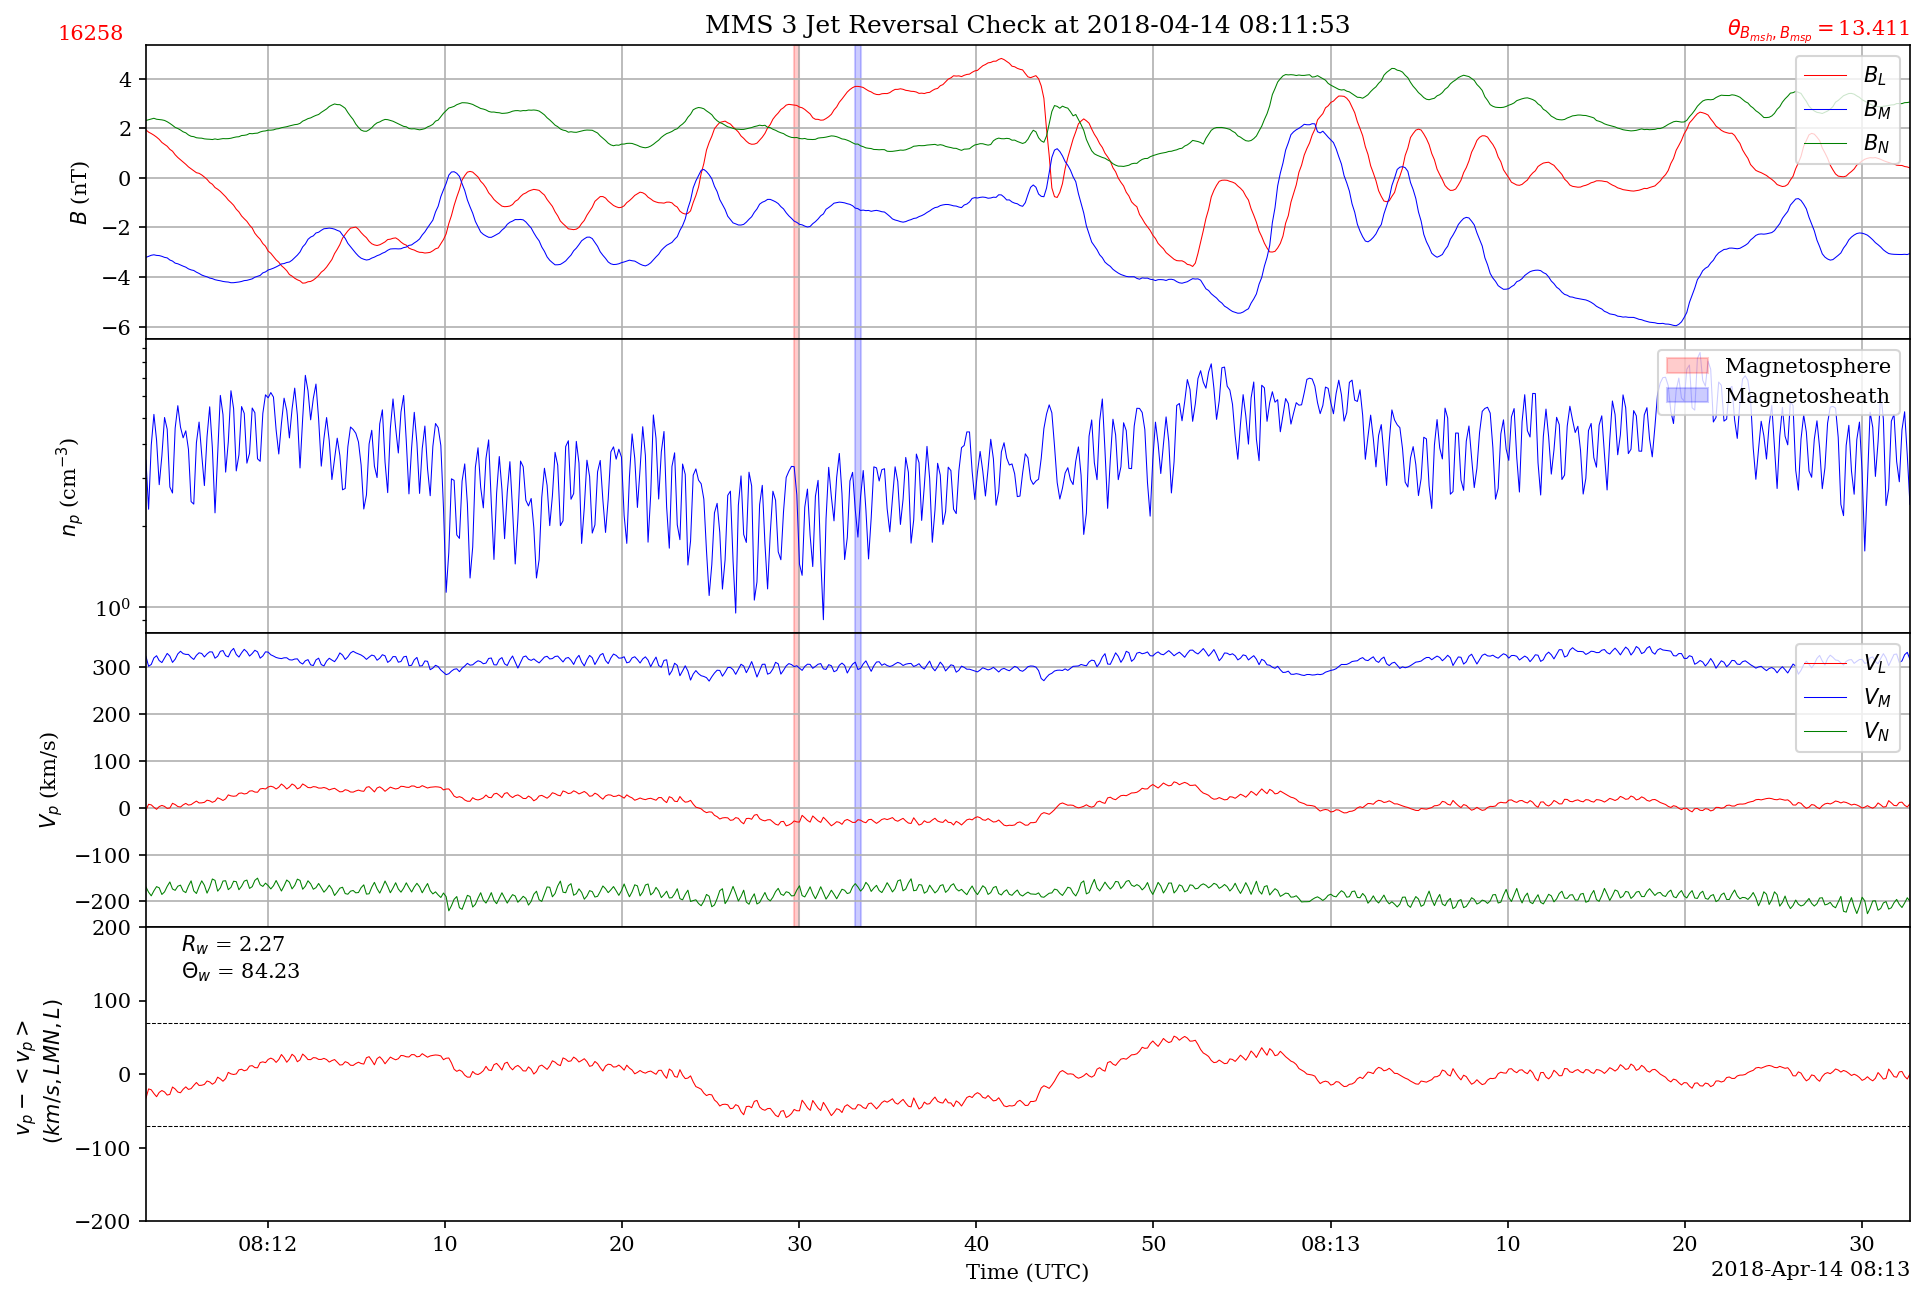 MMS 3 Jet Reversal Check at 2018-04-14 08:11:53
16258
θ_{B_{msh}, B_{msp}} = 13.411
B (nT)
4
2
0
−2
−4
−6
B_L
B_M
B_N
n_p (cm^{−3})
10^0
Magnetosphere
Magnetosheath
V_p (km/s)
300
200
100
0
−100
−200
V_L
V_M
V_N
v_p − < v_p >
(km/s, LMN, L)
200
100
0
−100
−200
R_w = 2.27
Θ_w = 84.23
08:12 10 20 30 40 50 08:13 10 20 30
Time (UTC)
2018-Apr-14 08:13